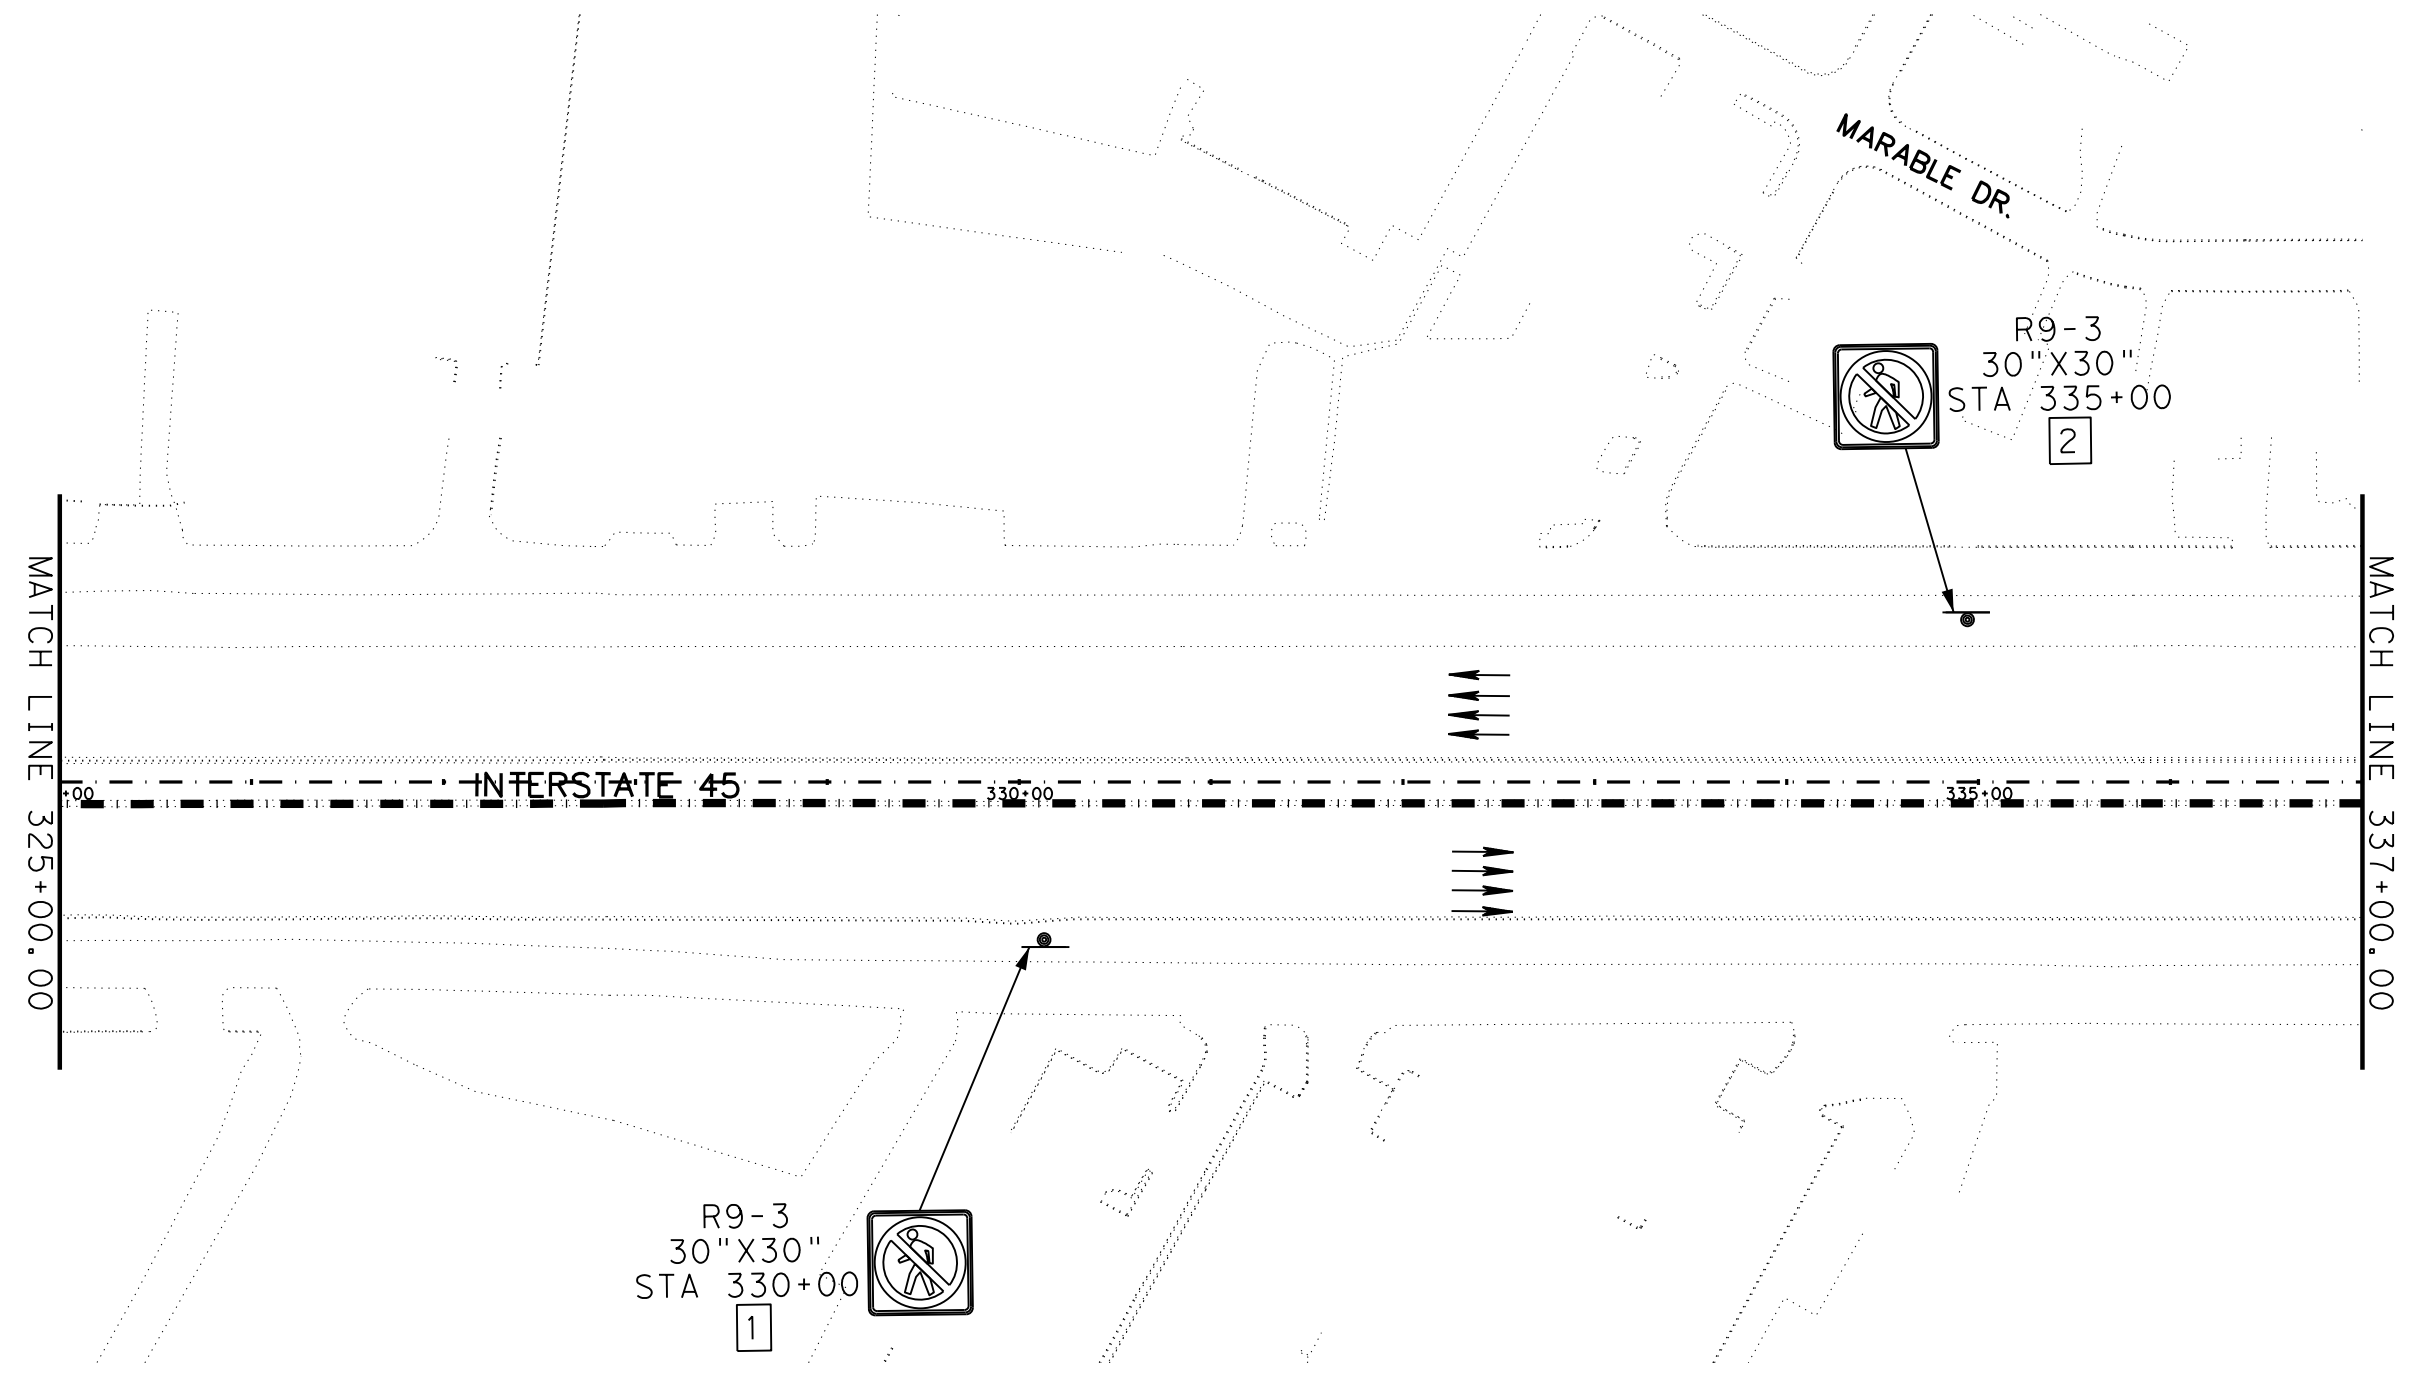 MARABLE DR.
R9-3
30"X30"
STA 335+00
2
MATCH LINE 325+00.00
MATCH LINE 337+00.00
INTERSTATE 45
+00
330+00
335+00
R9-3
30"X30"
STA 330+00
1